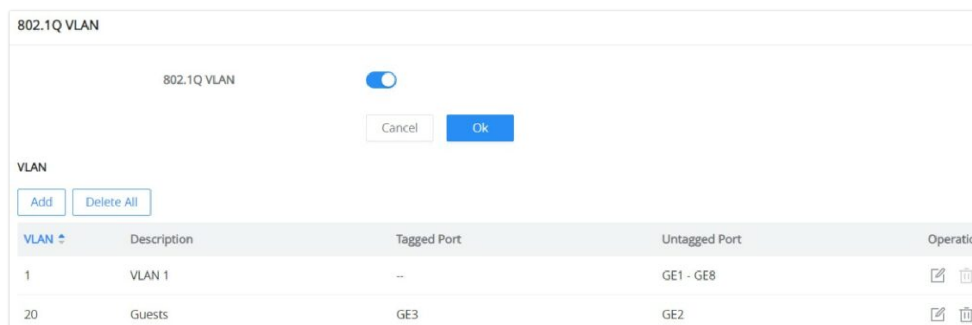 802.1Q VLAN
802.1Q VLAN
Cancel Ok
VLAN
Add Delete All
VLAN Description Tagged Port Untagged Port Operatio
1 VLAN 1 -- GE1 - GE8
20 Guests GE3 GE2